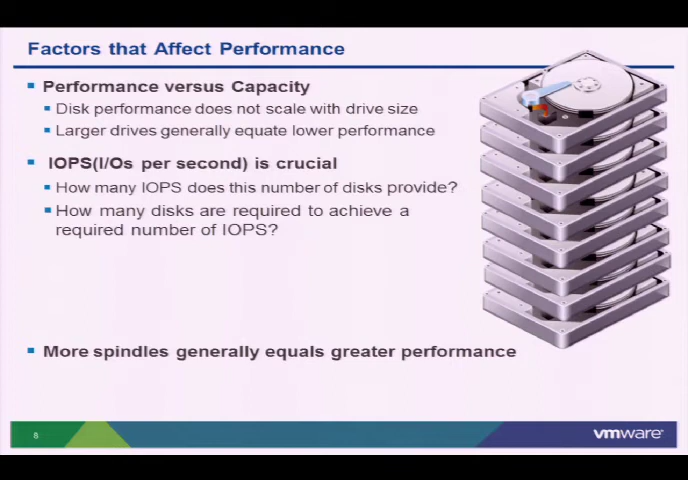 Factors that Affect Performance
Performance versus Capacity
Disk performance does not scale with drive size
Larger drives generally equate lower performance
IOPS(I/Os per second) is crucial
How many IOPS does this number of disks provide?
How many disks are required to achieve a
required number of IOPS?
More spindles generally equals greater performance
8
vmware